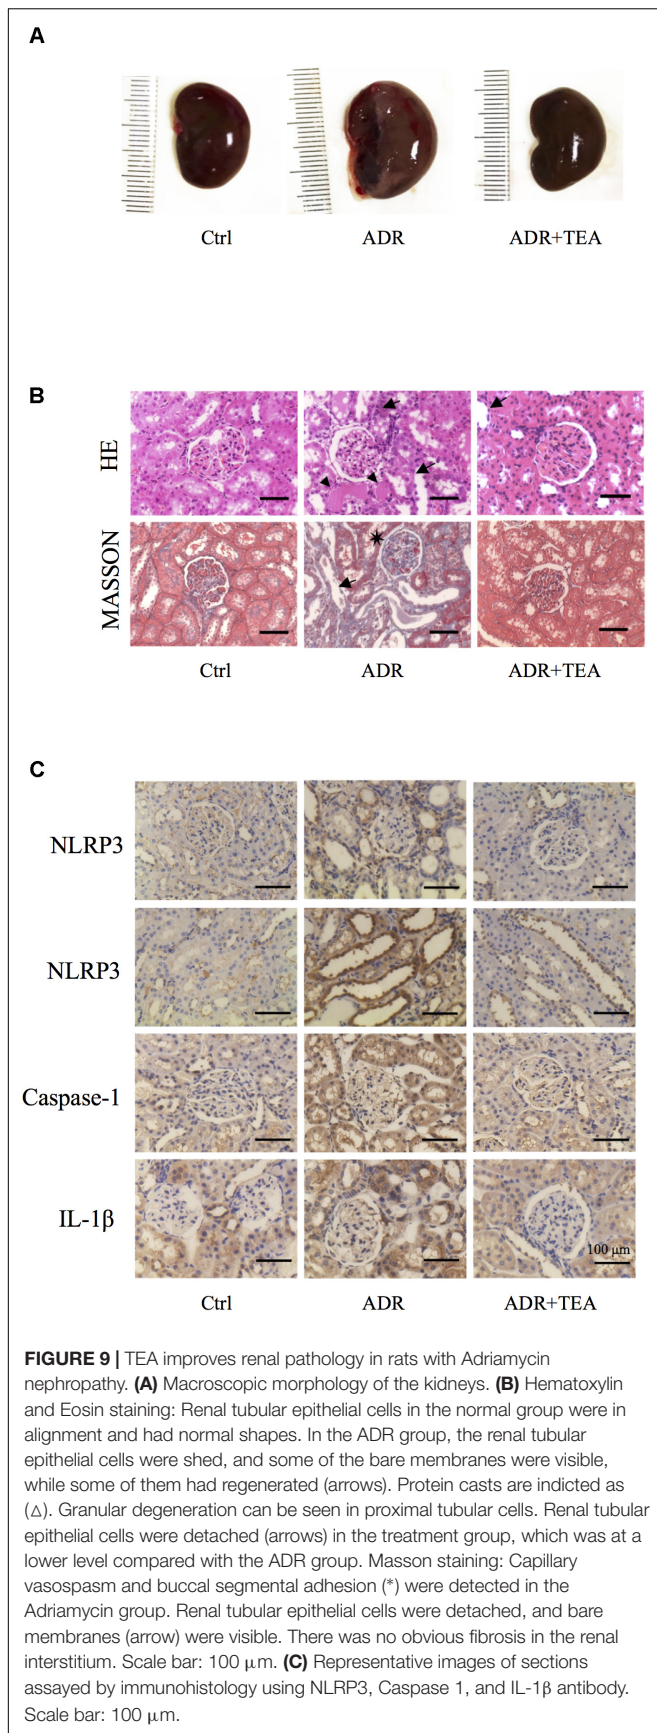 A
Ctrl ADR ADR+TEA
B
HE
MASSON
Ctrl ADR ADR+TEA
C
NLRP3
NLRP3
Caspase-1
IL-1β
100 μm
Ctrl ADR ADR+TEA
FIGURE 9 | TEA improves renal pathology in rats with Adriamycin
nephropathy. (A) Macroscopic morphology of the kidneys. (B) Hematoxylin
and Eosin staining: Renal tubular epithelial cells in the normal group were in
alignment and had normal shapes. In the ADR group, the renal tubular
epithelial cells were shed, and some of the bare membranes were visible,
while some of them had regenerated (arrows). Protein casts are indicted as
(△). Granular degeneration can be seen in proximal tubular cells. Renal tubular
epithelial cells were detached (arrows) in the treatment group, which was at a
lower level compared with the ADR group. Masson staining: Capillary
vasospasm and buccal segmental adhesion (*) were detected in the
Adriamycin group. Renal tubular epithelial cells were detached, and bare
membranes (arrow) were visible. There was no obvious fibrosis in the renal
interstitium. Scale bar: 100 μm. (C) Representative images of sections
assayed by immunohistology using NLRP3, Caspase 1, and IL-1β antibody.
Scale bar: 100 μm.